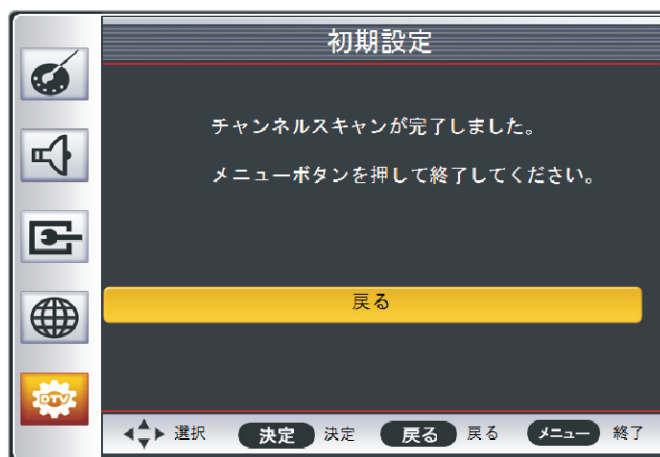 初期設定
チャンネルスキャンが完了しました。
メニューボタンを押して終了してください。
戻る
DTV
選択 決定 決定 戻る 戻る メニュー 終了